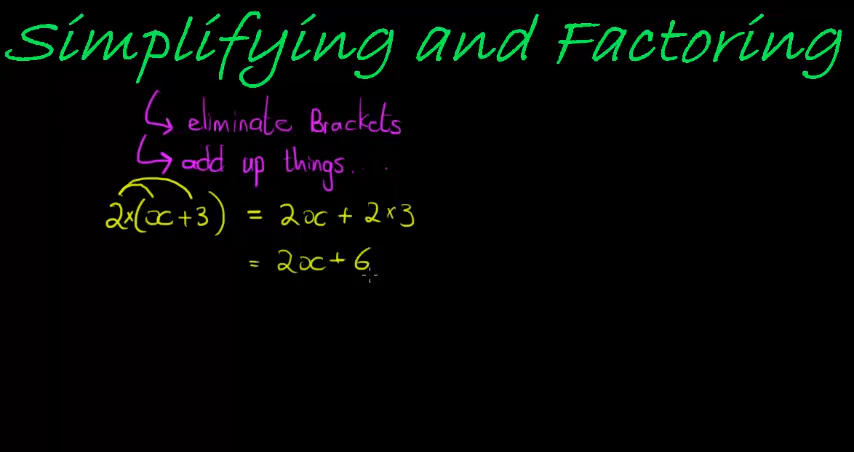 Simplifying and Factoring
↳ eliminate Brackets
↳ add up things....
2×(x+3) = 2x + 2×3
= 2x+6